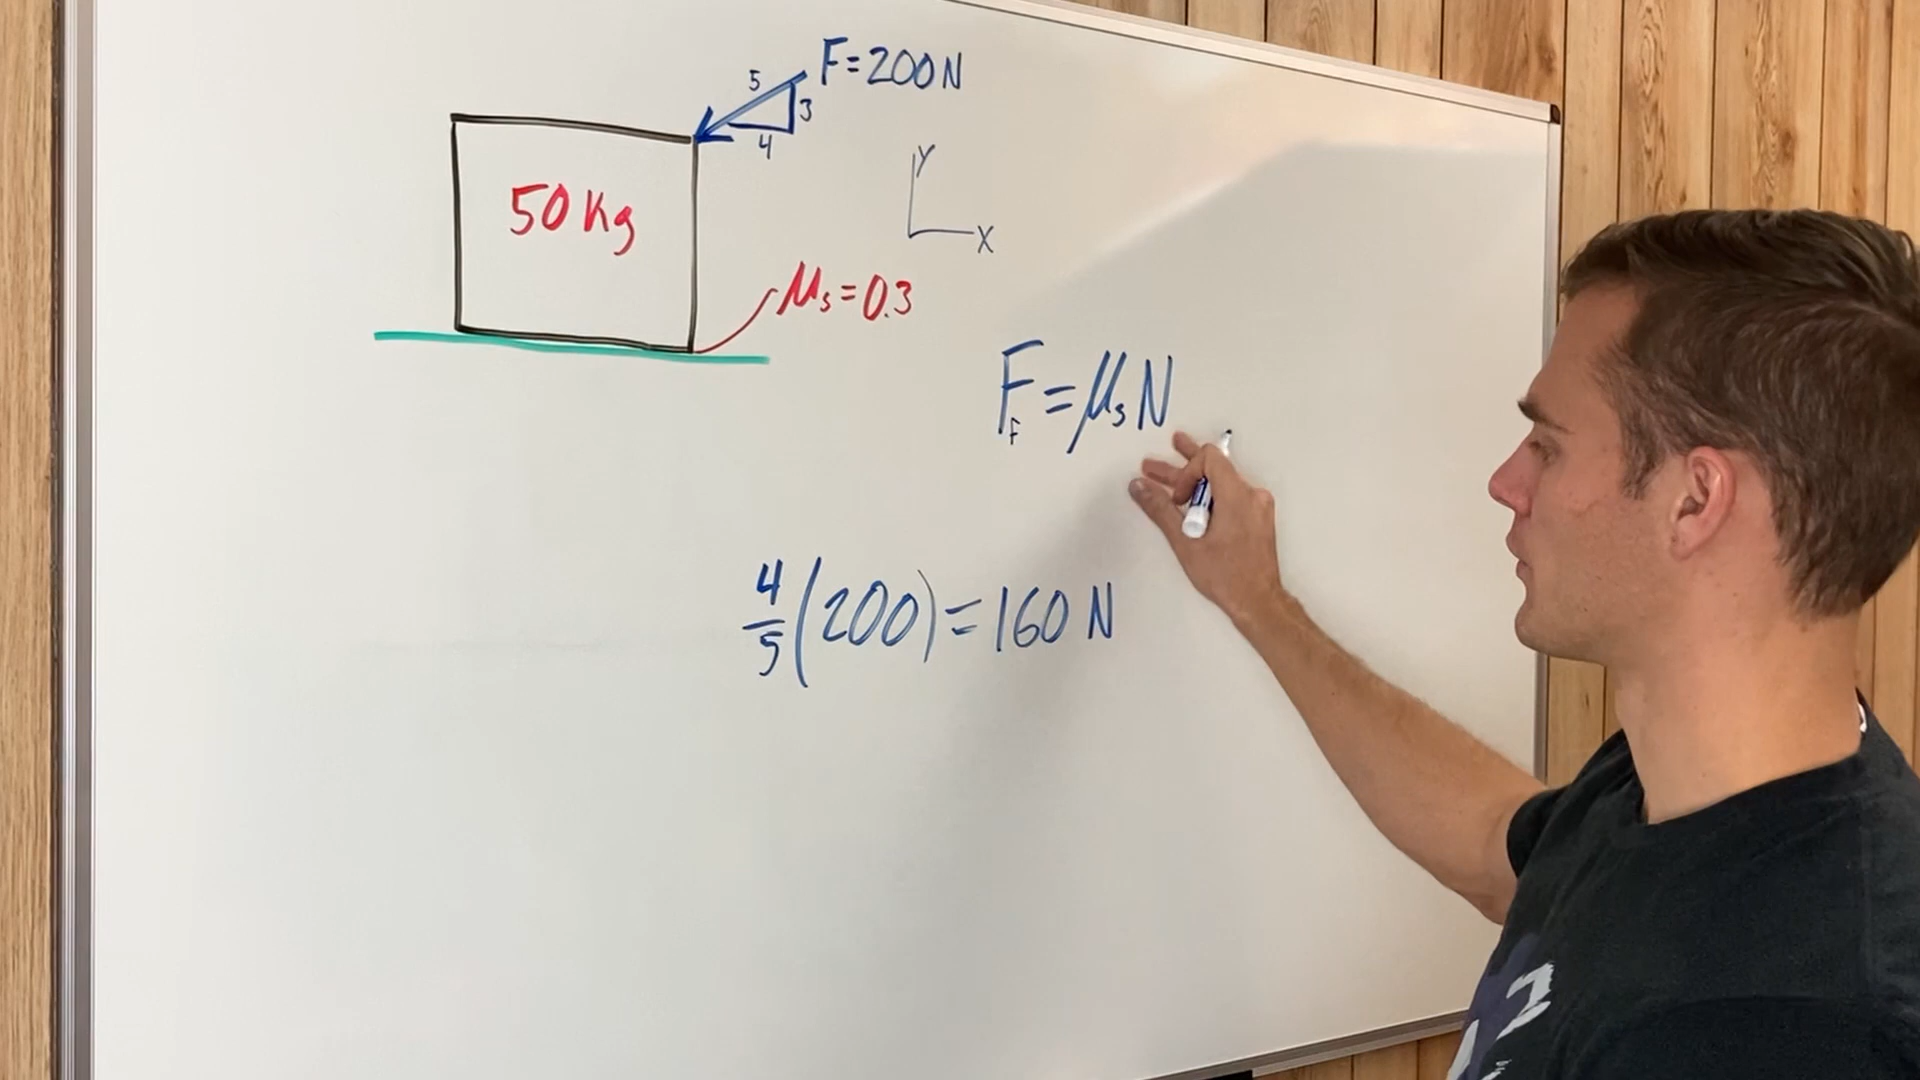 5
F=200N
3
4
50 Kg
Y
X
μs=0.3
Ff=μsN
4/5(200)=160 N